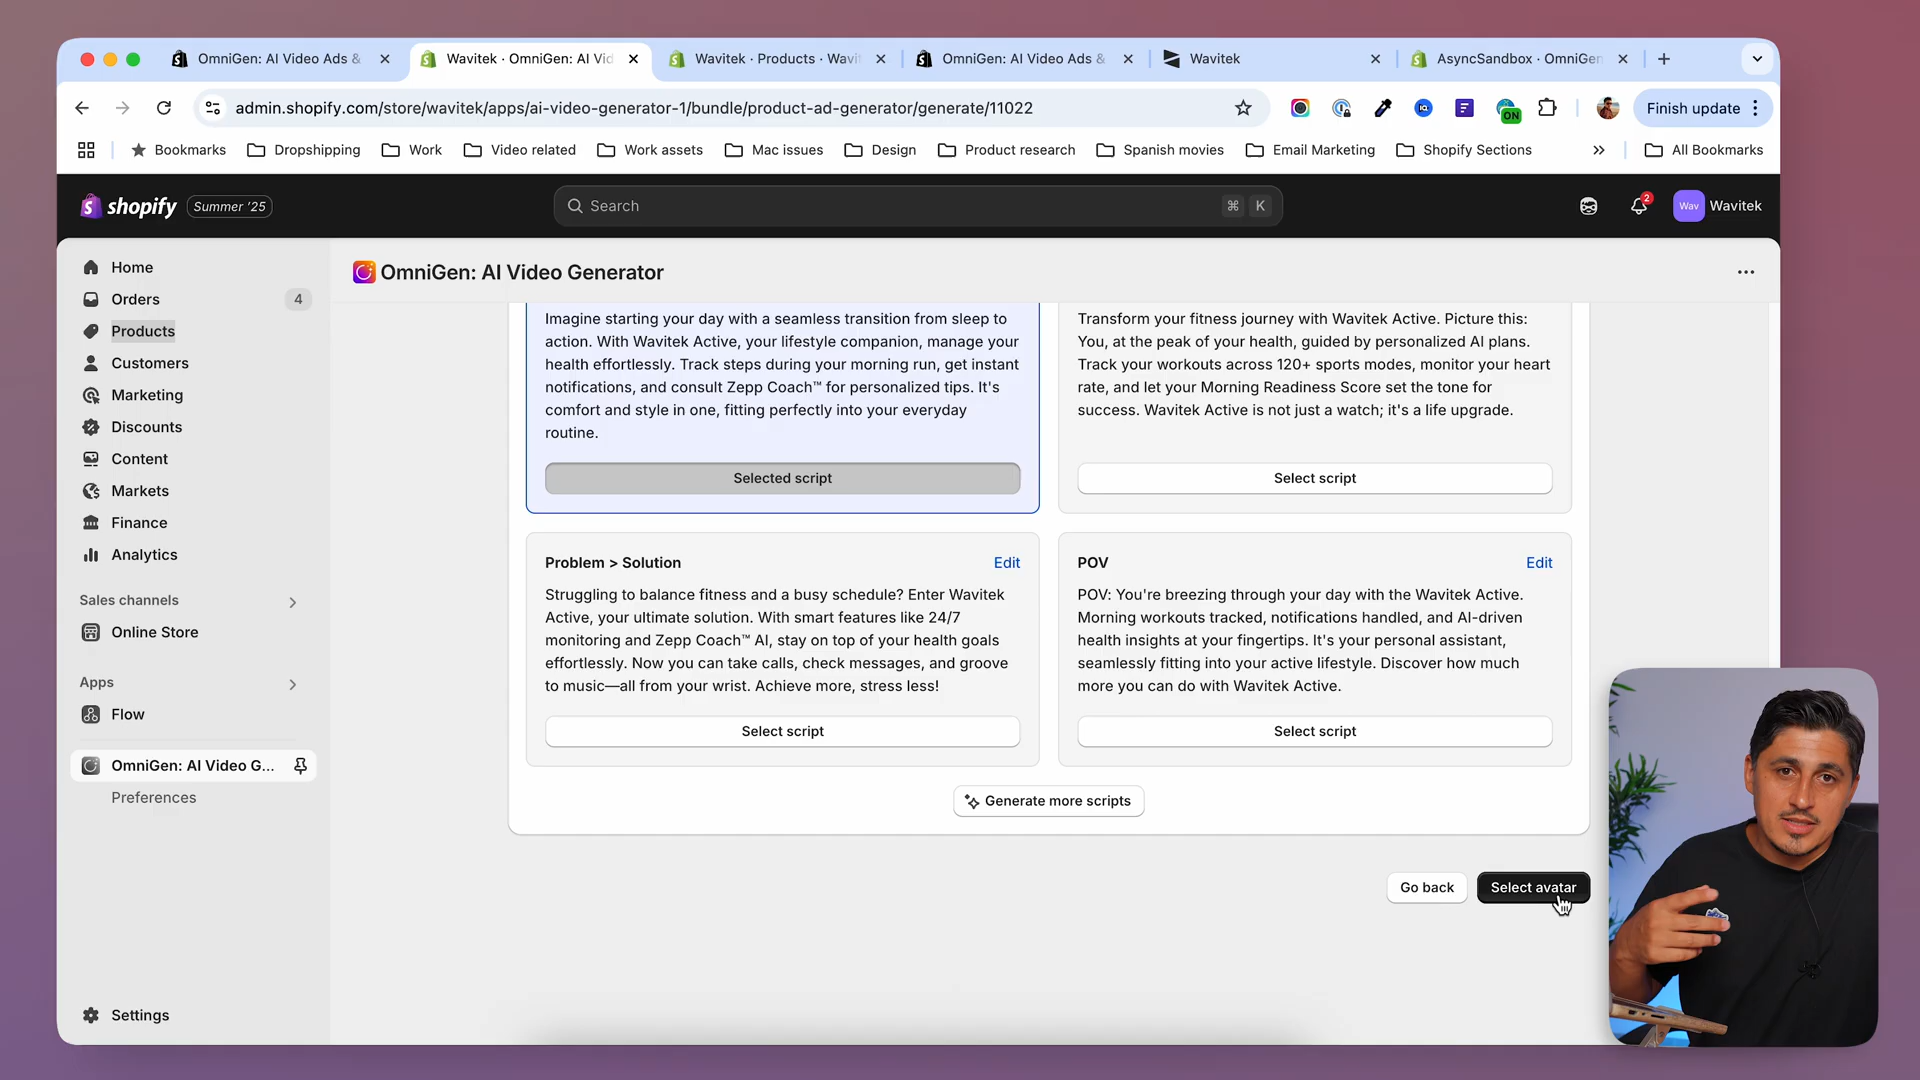 OmniGen: AI Video Ads &
Wavitek · OmniGen: AI Vid
Wavitek · Products · Wavit
OmniGen: AI Video Ads &
Wavitek
AsyncSandbox · OmniGen
admin.shopify.com/store/wavitek/apps/ai-video-generator-1/bundle/product-ad-generator/generate/11022
ON
Finish update
Bookmarks
Dropshipping
Work
Video related
Work assets
Mac issues
Design
Product research
Spanish movies
Email Marketing
Shopify Sections
All Bookmarks
shopify
Summer '25
Search
⌘ K
2
Wav
Wavitek
Home
Orders
4
Products
Customers
Marketing
Discounts
Content
Markets
Finance
Analytics
Sales channels
Online Store
Apps
Flow
OmniGen: AI Video G...
Preferences
Settings
OmniGen: AI Video Generator
Imagine starting your day with a seamless transition from sleep to
action. With Wavitek Active, your lifestyle companion, manage your
health effortlessly. Track steps during your morning run, get instant
notifications, and consult Zepp Coach™ for personalized tips. It's
comfort and style in one, fitting perfectly into your everyday
routine.
Selected script
Transform your fitness journey with Wavitek Active. Picture this:
You, at the peak of your health, guided by personalized AI plans.
Track your workouts across 120+ sports modes, monitor your heart
rate, and let your Morning Readiness Score set the tone for
success. Wavitek Active is not just a watch; it's a life upgrade.
Select script
Problem > Solution
Edit
Struggling to balance fitness and a busy schedule? Enter Wavitek
Active, your ultimate solution. With smart features like 24/7
monitoring and Zepp Coach™ AI, stay on top of your health goals
effortlessly. Now you can take calls, check messages, and groove
to music—all from your wrist. Achieve more, stress less!
Select script
POV
Edit
POV: You're breezing through your day with the Wavitek Active.
Morning workouts tracked, notifications handled, and AI-driven
health insights at your fingertips. It's your personal assistant,
seamlessly fitting into your active lifestyle. Discover how much
more you can do with Wavitek Active.
Select script
Generate more scripts
Go back
Select avatar